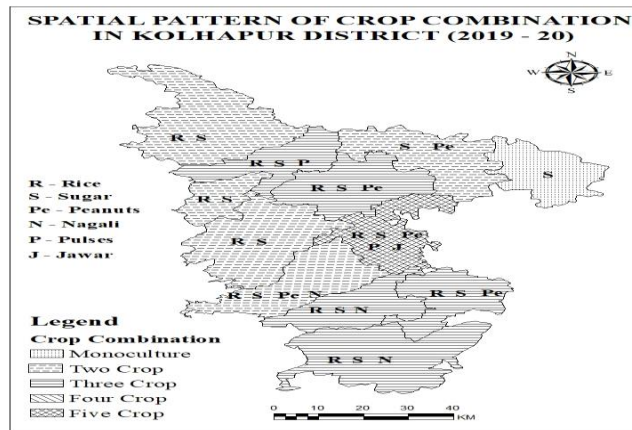 SPATIAL PATTERN OF CROP COMBINATION
IN KOLHAPUR DISTRICT (2019 - 20)
N
W E
S
R S
S Pe
R S P
S
R S Pe
R - Rice
S - Sugar
Pe - Peanuts
N - Nagali
P - Pulses
J - Jawar
R S
R S Pe
P J
R S
R S Pe N
R S Pe
R S N
R S N
Legend
Crop Combination
Monoculture
Two Crop
Three Crop
Four Crop
Five Crop
0 5 10 20 30 40
KM